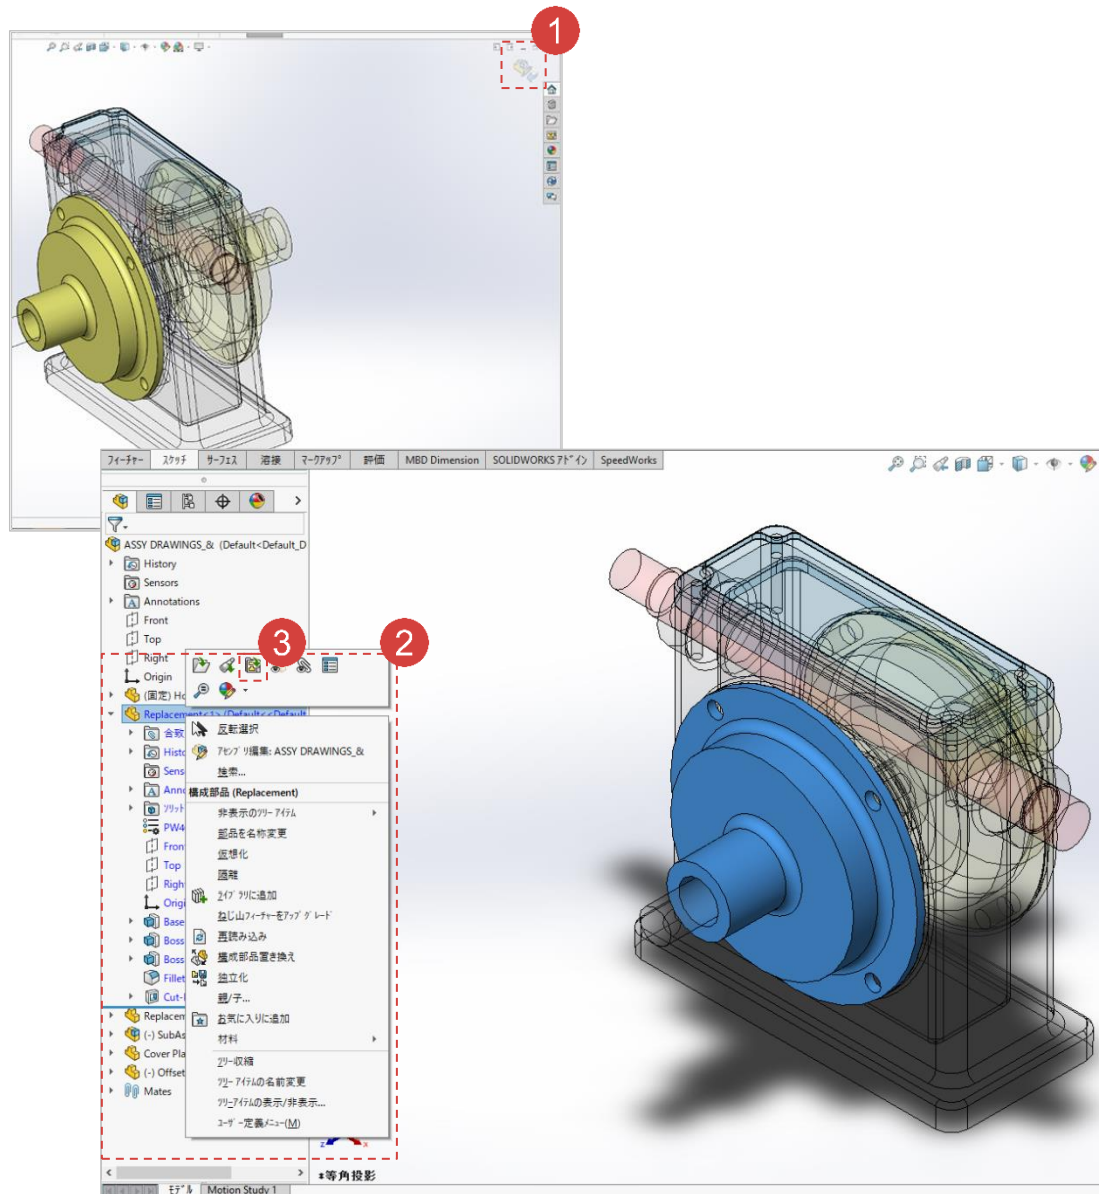 1
フィーチャー スケッチ サーフェス 溶接 マークアップ 評価 MBD Dimension SOLIDWORKS アドイン SpeedWorks
ASSY DRAWINGS_& (Default<Default_D
History
Sensors
Annotations
Front
Top
3
2
Right
Origin
(固定) Ho
Replacement<1> (Default<<Default
反転選択
合致
アセンブリ編集: ASSY DRAWINGS_&
Histo
検索...
Sens
構成部品 (Replacement)
Anno
非表示のツリー アイテム
ソリッド
部品を名称変更
PW4
仮想化
Fron
Top
隔離
Righ
ライブラリに追加
Origi
ねじ山フィーチャーをアップグレード
Base
再読み込み
Boss
構成部品置き換え
Boss
独立化
Fillet
親/子...
Cut-
お気に入りに追加
Replacem
材料
(-) SubAs
ツリー収縮
Cover Pla
ツリー アイテムの名前変更
(-) Offset
ツリーアイテムの表示/非表示...
Mates
ユーザー定義メニュー(M)
z x
*等角投影
モデル Motion Study 1